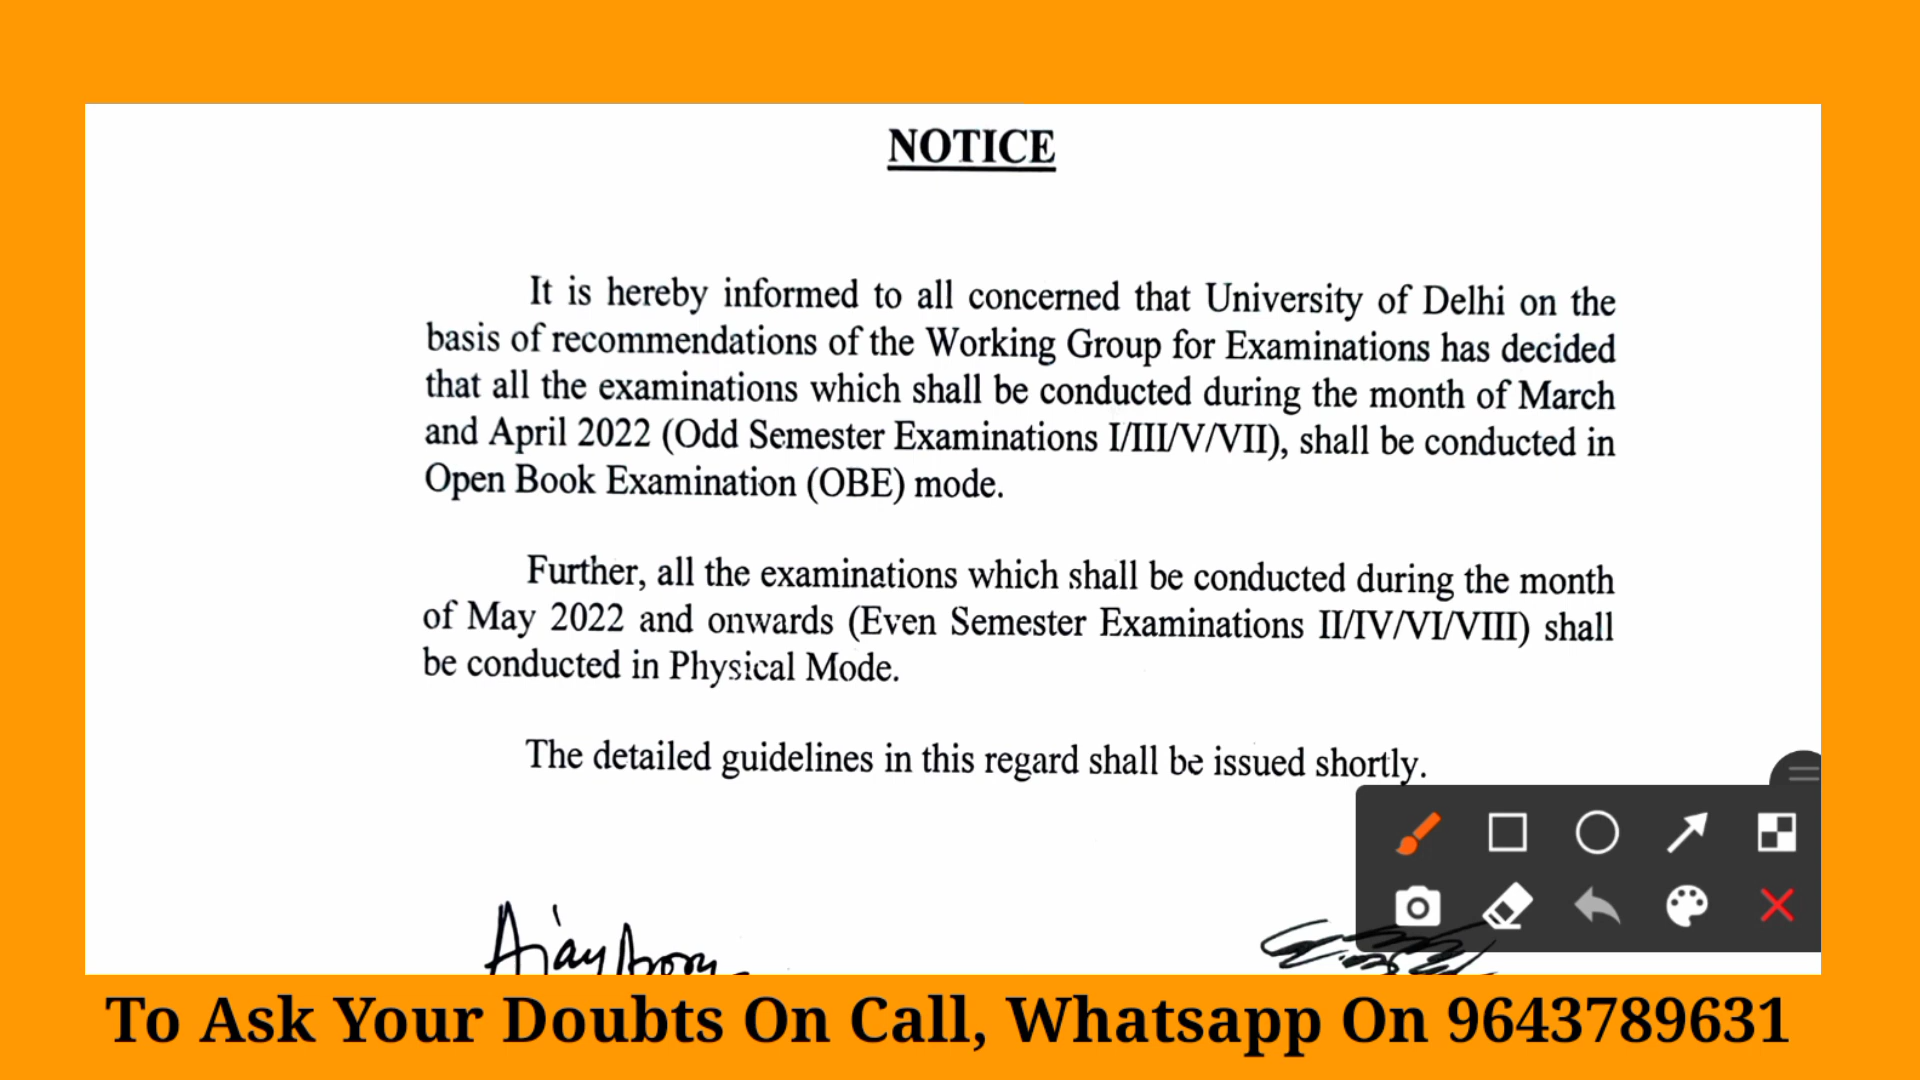 NOTICE
It is hereby informed to all concerned that University of Delhi on the
basis of recommendations of the Working Group for Examinations has decided
that all the examinations which shall be conducted during the month of March
and April 2022 (Odd Semester Examinations I/III/V/VII), shall be conducted in
Open Book Examination (OBE) mode.
Further, all the examinations which shall be conducted during the month
of May 2022 and onwards (Even Semester Examinations II/IV/VI/VIII) shall
be conducted in Physical Mode.
The detailed guidelines in this regard shall be issued shortly.
Ajay
To Ask Your Doubts On Call, Whatsapp On 9643789631